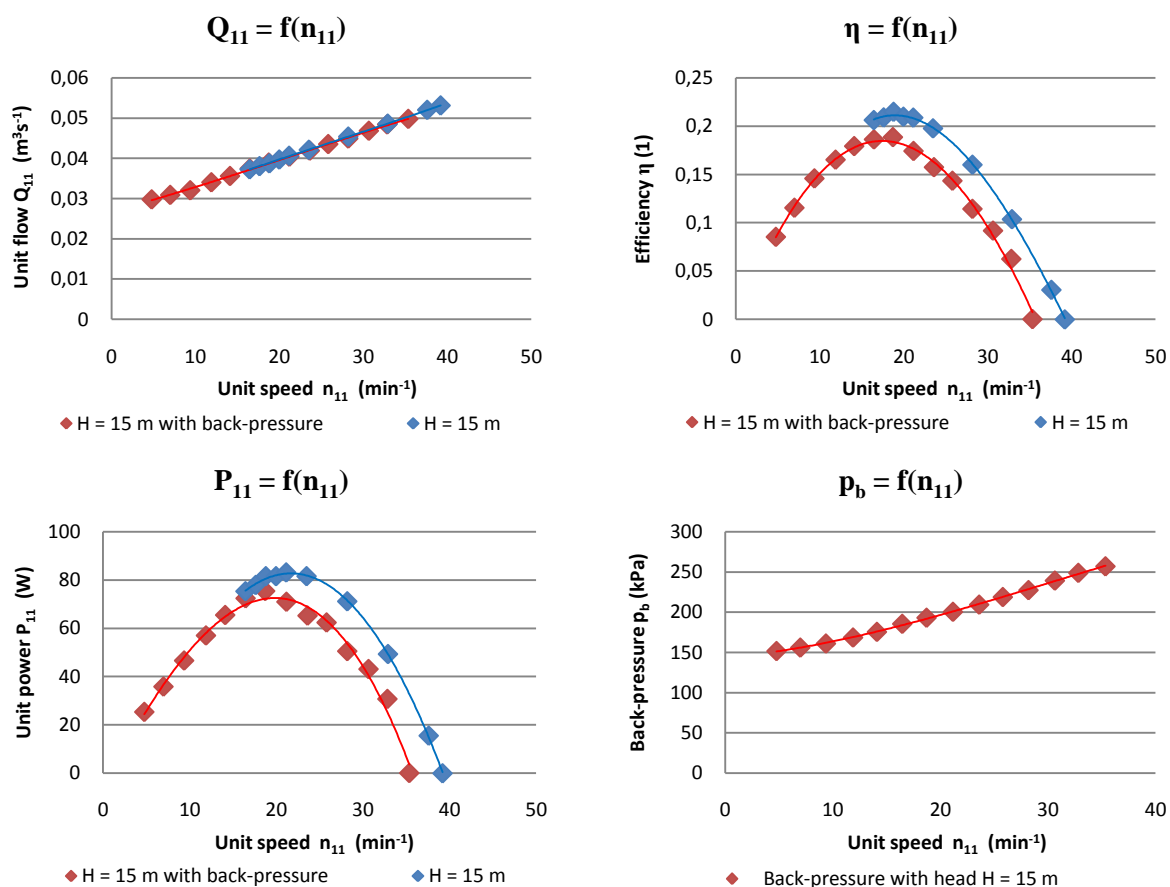 Q11 = f(n11)
Unit flow Q11 (m³s⁻¹)
0,06
0,05
0,04
0,03
0,02
0,01
0
0 10 20 30 40 50
Unit speed n11 (min⁻¹)
H = 15 m with back-pressure H = 15 m
η = f(n11)
Efficiency η (1)
0,25
0,2
0,15
0,1
0,05
0
0 10 20 30 40 50
Unit speed n11 (min⁻¹)
H = 15 m with back-pressure H = 15 m
P11 = f(n11)
Unit power P11 (W)
100
80
60
40
20
0
0 10 20 30 40 50
Unit speed n11 (min⁻¹)
H = 15 m with back-pressure H = 15 m
pb = f(n11)
Back-pressure pb (kPa)
300
250
200
150
100
50
0
0 10 20 30 40
Unit speed n11 (min⁻¹)
Back-pressure with head H = 15 m